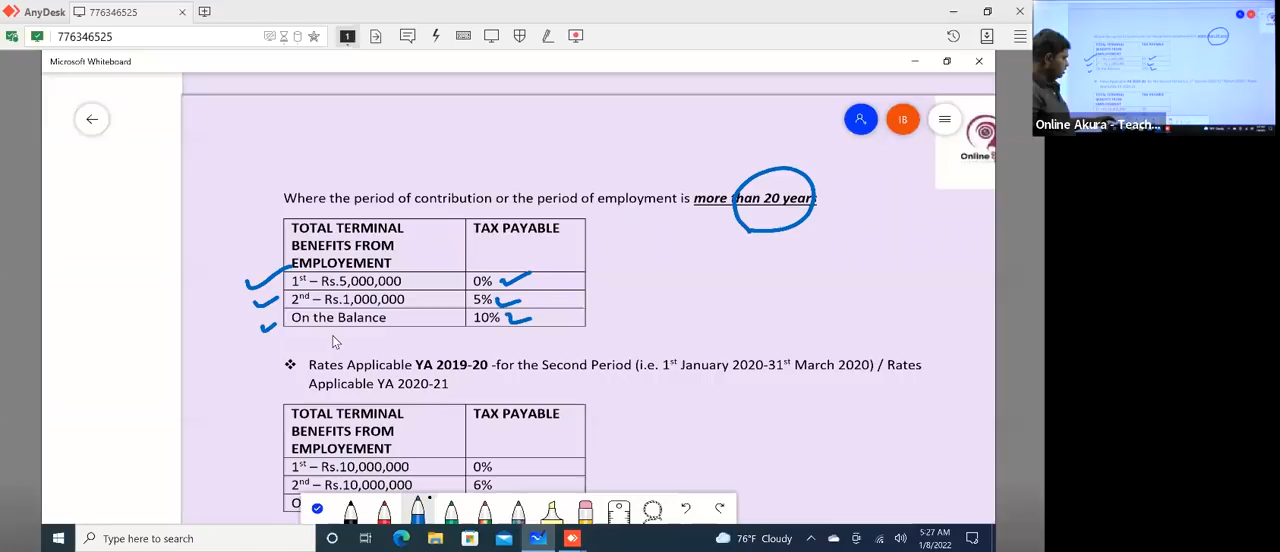 AnyDesk
776346525
776346525
1
Microsoft Whiteboard
1B
Online
Online Akura - Teach...
Where the period of contribution or the period of employment is more than 20 years
TOTAL TERMINAL BENEFITS FROM EMPLOYEMENT TAX PAYABLE
1st – Rs.5,000,000 0%
2nd – Rs.1,000,000 5%
On the Balance 10%
❖ Rates Applicable YA 2019-20 -for the Second Period (i.e. 1st January 2020-31st March 2020) / Rates
Applicable YA 2020-21
TOTAL TERMINAL BENEFITS FROM EMPLOYEMENT TAX PAYABLE
1st – Rs.10,000,000 0%
2nd – Rs.10,000,000 6%
Type here to search
76°F Cloudy
5:27 AM
1/8/2022